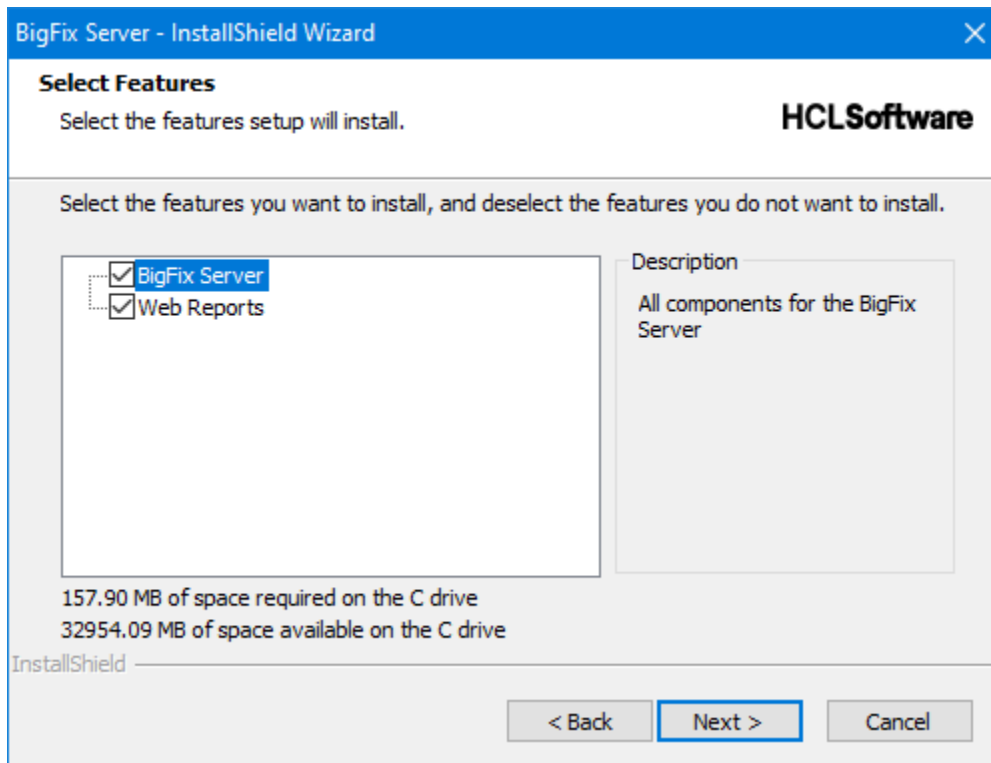 BigFix Server - InstallShield Wizard
Select Features
Select the features setup will install.
HCLSoftware
Select the features you want to install, and deselect the features you do not want to install.
BigFix Server
Web Reports
Description
All components for the BigFix
Server
157.90 MB of space required on the C drive
32954.09 MB of space available on the C drive
InstallShield
< Back
Next >
Cancel